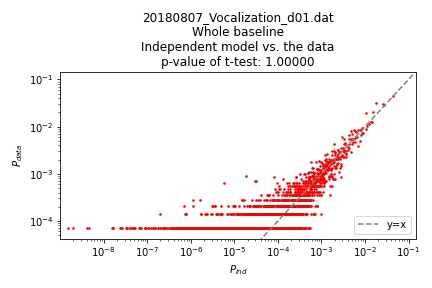 20180807_Vocalization_d01.dat
Whole baseline
Independent model vs. the data
p-value of t-test: 1.00000
10⁻¹
10⁻²
10⁻³
10⁻⁴
P_data
y=x
10⁻⁸ 10⁻⁷ 10⁻⁶ 10⁻⁵ 10⁻⁴ 10⁻³ 10⁻² 10⁻¹
P_ind